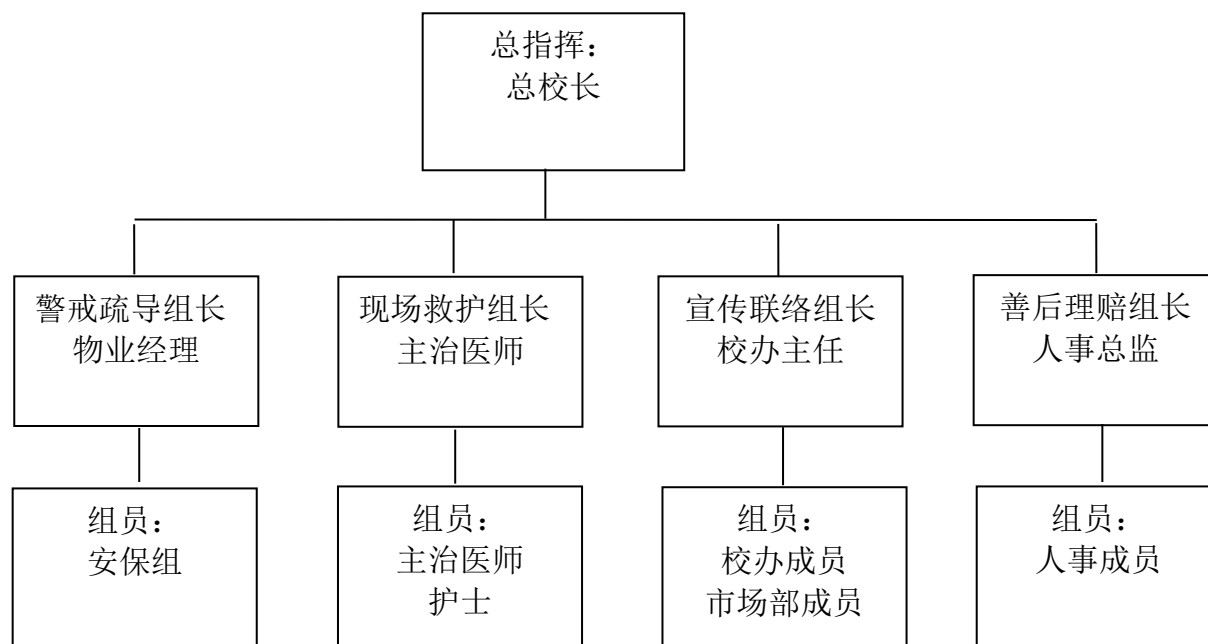 总指挥：
总校长
警戒疏导组长
物业经理
现场救护组长
主治医师
宣传联络组长
校办主任
善后理赔组长
人事总监
组员：
安保组
组员：
主治医师
护士
组员：
校办成员
市场部成员
组员：
人事成员